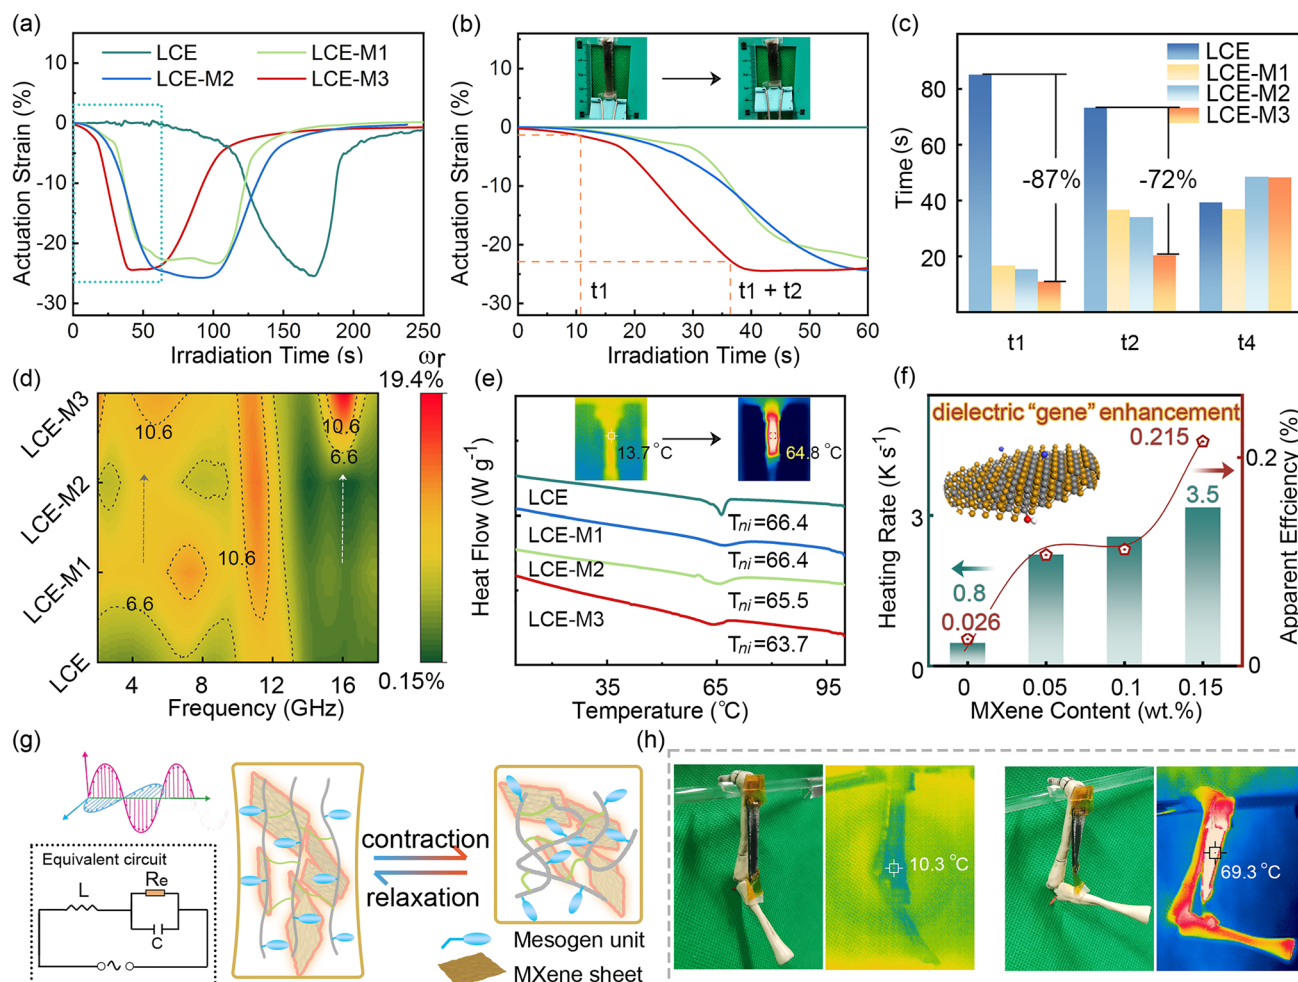 (a)
LCE
LCE-M1
LCE-M2
LCE-M3
Actuation Strain (%)
10
0
-10
-20
-30
0
50
100
150
200
250
Irradiation Time (s)
(b)
Actuation Strain (%)
10
0
-10
-20
-30
t1
t1 + t2
0
10
20
30
40
50
60
Irradiation Time (s)
(c)
LCE
LCE-M1
LCE-M2
LCE-M3
Time (s)
80
60
40
20
-87%
-72%
t1
t2
t4
(d)
ωr
19.4%
0.15%
LCE-M3
LCE-M2
LCE-M1
LCE
10.6
10.6
6.6
10.6
6.6
4
8
12
16
Frequency (GHz)
(e)
Heat Flow (W g-1)
13.7 °C
64.8 °C
LCE
Tni=66.4
LCE-M1
Tni=66.4
LCE-M2
Tni=65.5
LCE-M3
Tni=63.7
35
65
95
Temperature (°C)
(f)
dielectric “gene” enhancement
Heating Rate (K s-1)
3
0
0.8
0.026
0.215
3.5
0.2
0
Apparent Effciency (%)
0
0.05
0.1
0.15
MXene Content (wt.%)
(g)
Equivalent circuit
L
Re
C
contraction
relaxation
Mesogen unit
MXene sheet
(h)
10.3 °C
69.3 °C